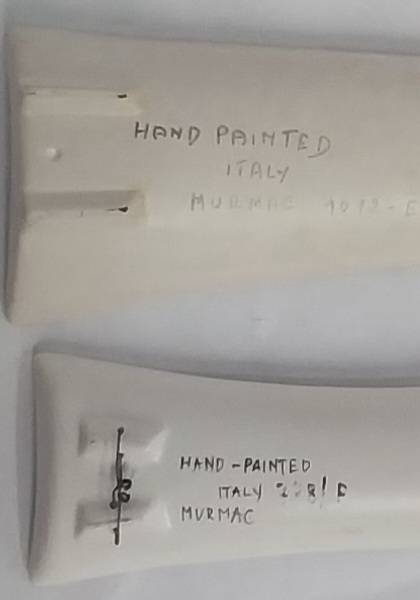 HAND PAINTED
ITALY
MURMAC
HAND-PAINTED
ITALY
MURMAC